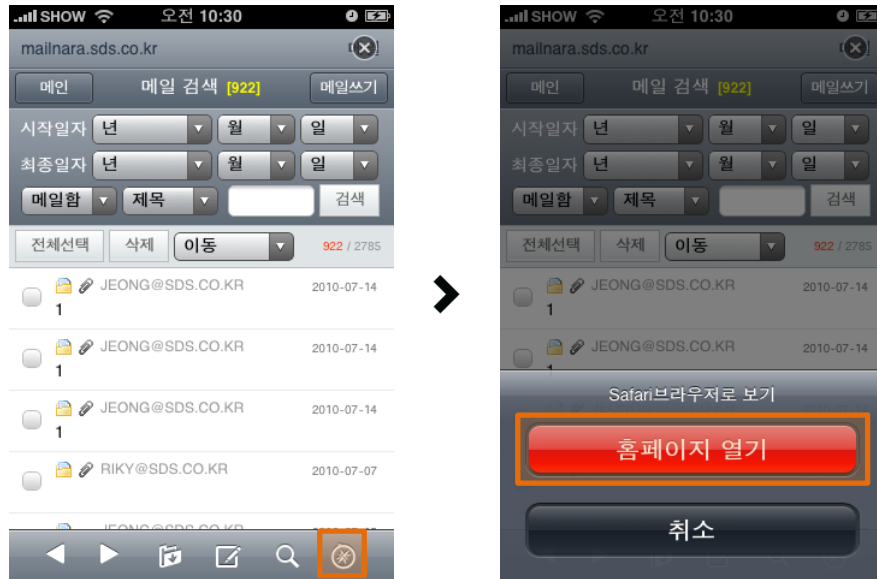 SHOW 오전 10:30
mailnara.sds.co.kr
메인 메일 검색 [922] 메일쓰기
시작일자 년 월 일
최종일자 년 월 일
메일함 제목 검색
전체선택 삭제 이동 922 / 2785
JEONG@SDS.CO.KR 2010-07-14
1
JEONG@SDS.CO.KR 2010-07-14
1
JEONG@SDS.CO.KR 2010-07-14
1
RIKY@SDS.CO.KR 2010-07-07
JEONG@SDS.CO.KR
SHOW 오전 10:30
mailnara.sds.co.kr
메인 메일 검색 [922] 메일쓰기
시작일자 년 월 일
최종일자 년 월 일
메일함 제목 검색
전체선택 삭제 이동 922 / 2785
JEONG@SDS.CO.KR 2010-07-14
1
JEONG@SDS.CO.KR 2010-07-14
1
Safari브라우저로 보기
홈페이지 열기
취소